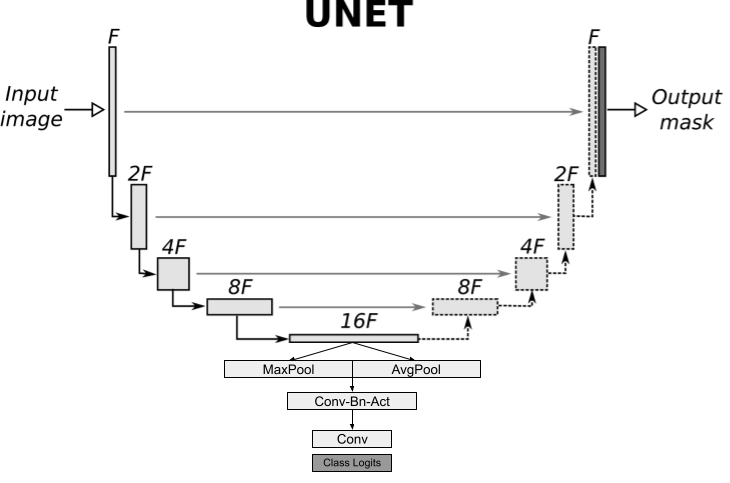 UNET
F
F
Input
image
Output
mask
2F
2F
4F
4F
8F
8F
16F
MaxPool
AvgPool
Conv-Bn-Act
Conv
Class Logits